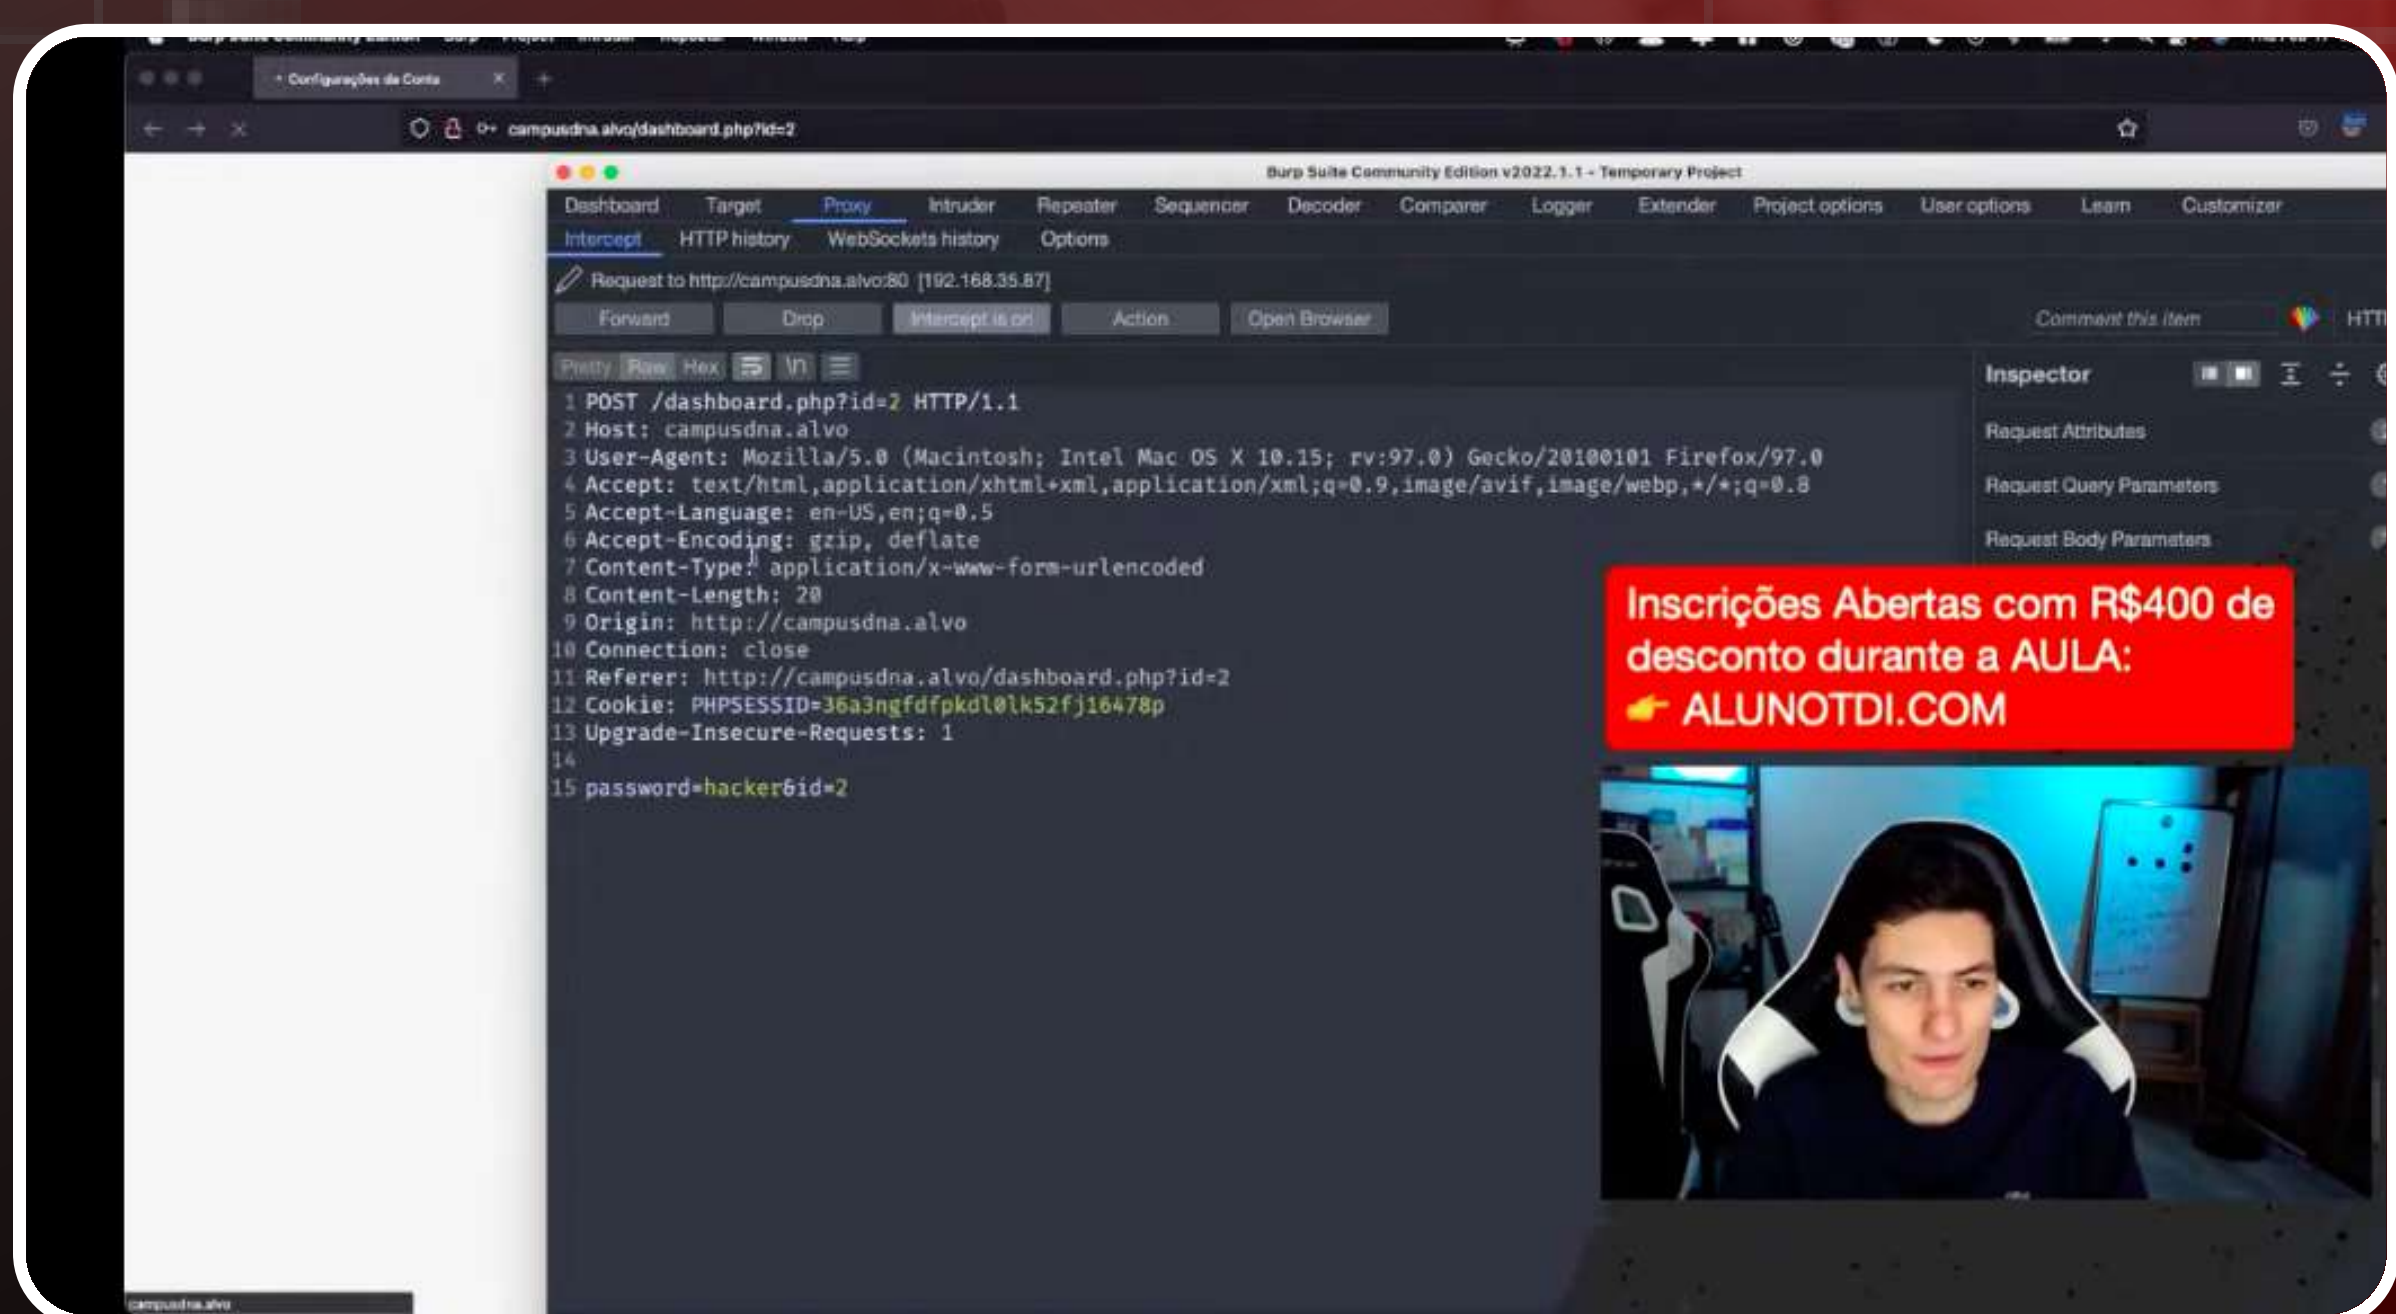 Configurações da Conta
campusdna.alvo/dashboard.php?id=2
Burp Suite Community Edition v2022.1.1 - Temporary Project
Dashboard Target Proxy Intruder Repeater Sequencer Decoder Comparer Logger Extender Project options User options Learn Customizer
Intercept HTTP history WebSockets history Options
Request to http://campusdna.alvo:80 [192.168.35.87]
Forward Drop Intercept is on Action Open Browser Comment this item
Pretty Raw Hex \n
Inspector
1 POST /dashboard.php?id=2 HTTP/1.1
2 Host: campusdna.alvo
3 User-Agent: Mozilla/5.0 (Macintosh; Intel Mac OS X 10.15; rv:97.0) Gecko/20100101 Firefox/97.0
4 Accept: text/html,application/xhtml+xml,application/xml;q=0.9,image/avif,image/webp,*/*;q=0.8
5 Accept-Language: en-US,en;q=0.5
6 Accept-Encoding: gzip, deflate
7 Content-Type: application/x-www-form-urlencoded
8 Content-Length: 20
9 Origin: http://campusdna.alvo
10 Connection: close
11 Referer: http://campusdna.alvo/dashboard.php?id=2
12 Cookie: PHPSESSID=36a3ngfdfpkdl0lk52fj16478p
13 Upgrade-Insecure-Requests: 1
14
15 password=hacker&id=2
Request Attributes
Request Query Parameters
Request Body Parameters
Inscrições Abertas com R$400 de
desconto durante a AULA:
👉 ALUNOTDI.COM
campusdna.alvo